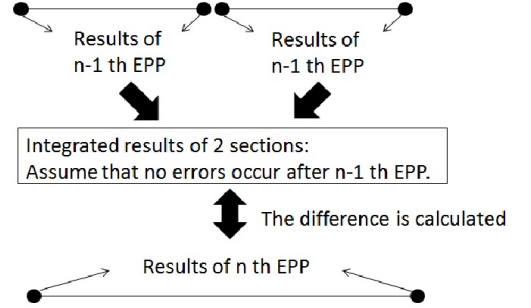 Results of
n-1 th EPP
Results of
n-1 th EPP
Integrated results of 2 sections:
Assume that no errors occur after n-1 th EPP.
The difference is calculated
Results of n th EPP